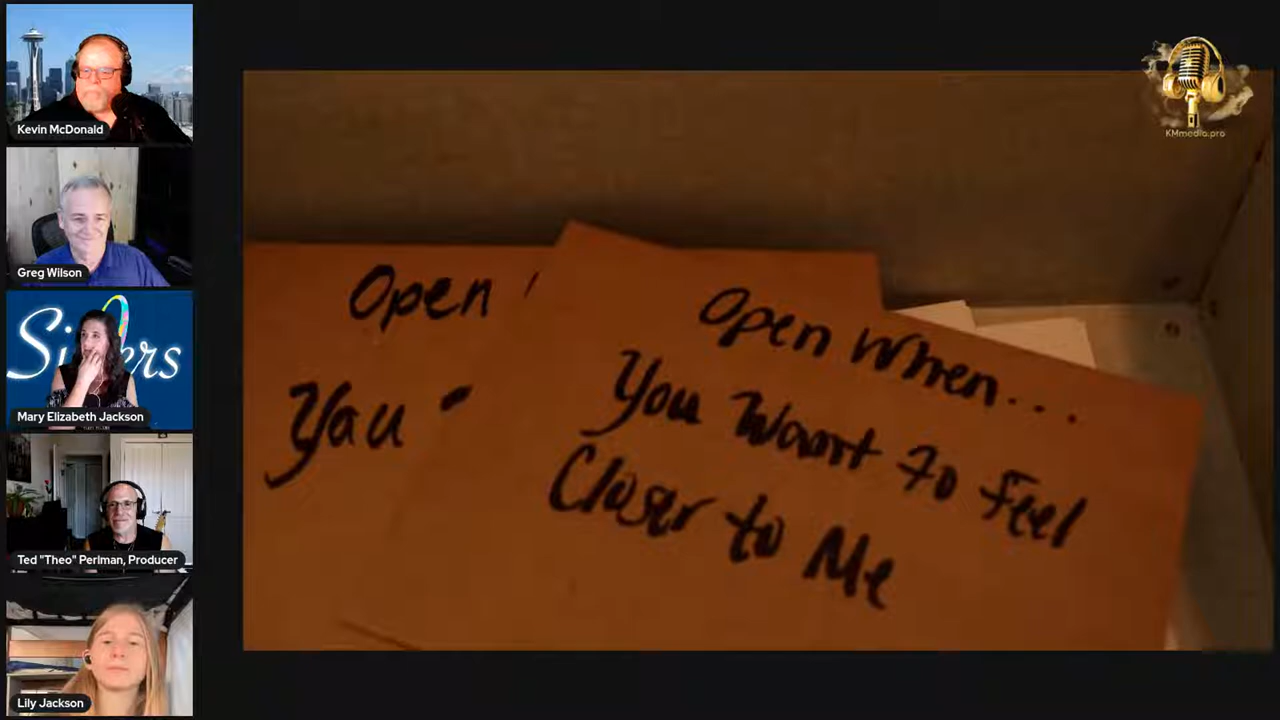 Kevin McDonald
Greg Wilson
Sisters
Mary Elizabeth Jackson
Ted "Theo" Perlman, Producer
Lily Jackson
KMmedia.pro
Open
You
Open When...
You Want To Feel
Closer to Me